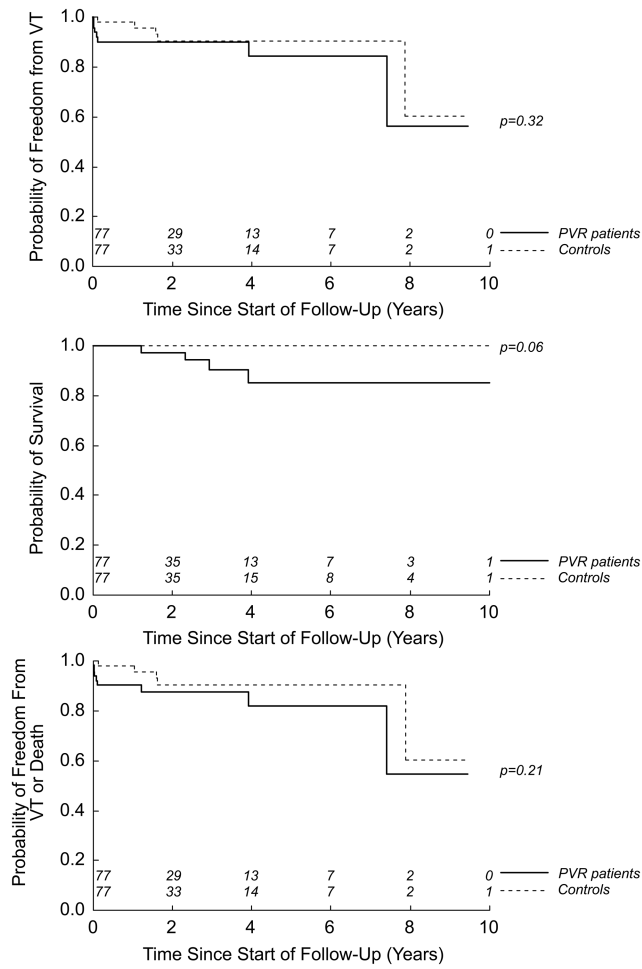 Probability of Freedom from VT
1.0
0.8
0.6
p=0.32
0.4
0.2
77 29 13 7 2 0 PVR patients
77 33 14 7 2 1 Controls
0.0
0 2 4 6 8 10
Time Since Start of Follow-Up (Years)
Probability of Survival
1.0
p=0.06
0.8
0.6
0.4
0.2
77 35 13 7 3 1 PVR patients
77 35 15 8 4 1 Controls
0.0
0 2 4 6 8 10
Time Since Start of Follow-Up (Years)
Probability of Freedom From
VT or Death
1.0
0.8
0.6
p=0.21
0.4
0.2
77 29 13 7 2 0 PVR patients
77 33 14 7 2 1 Controls
0.0
0 2 4 6 8 10
Time Since Start of Follow-Up (Years)